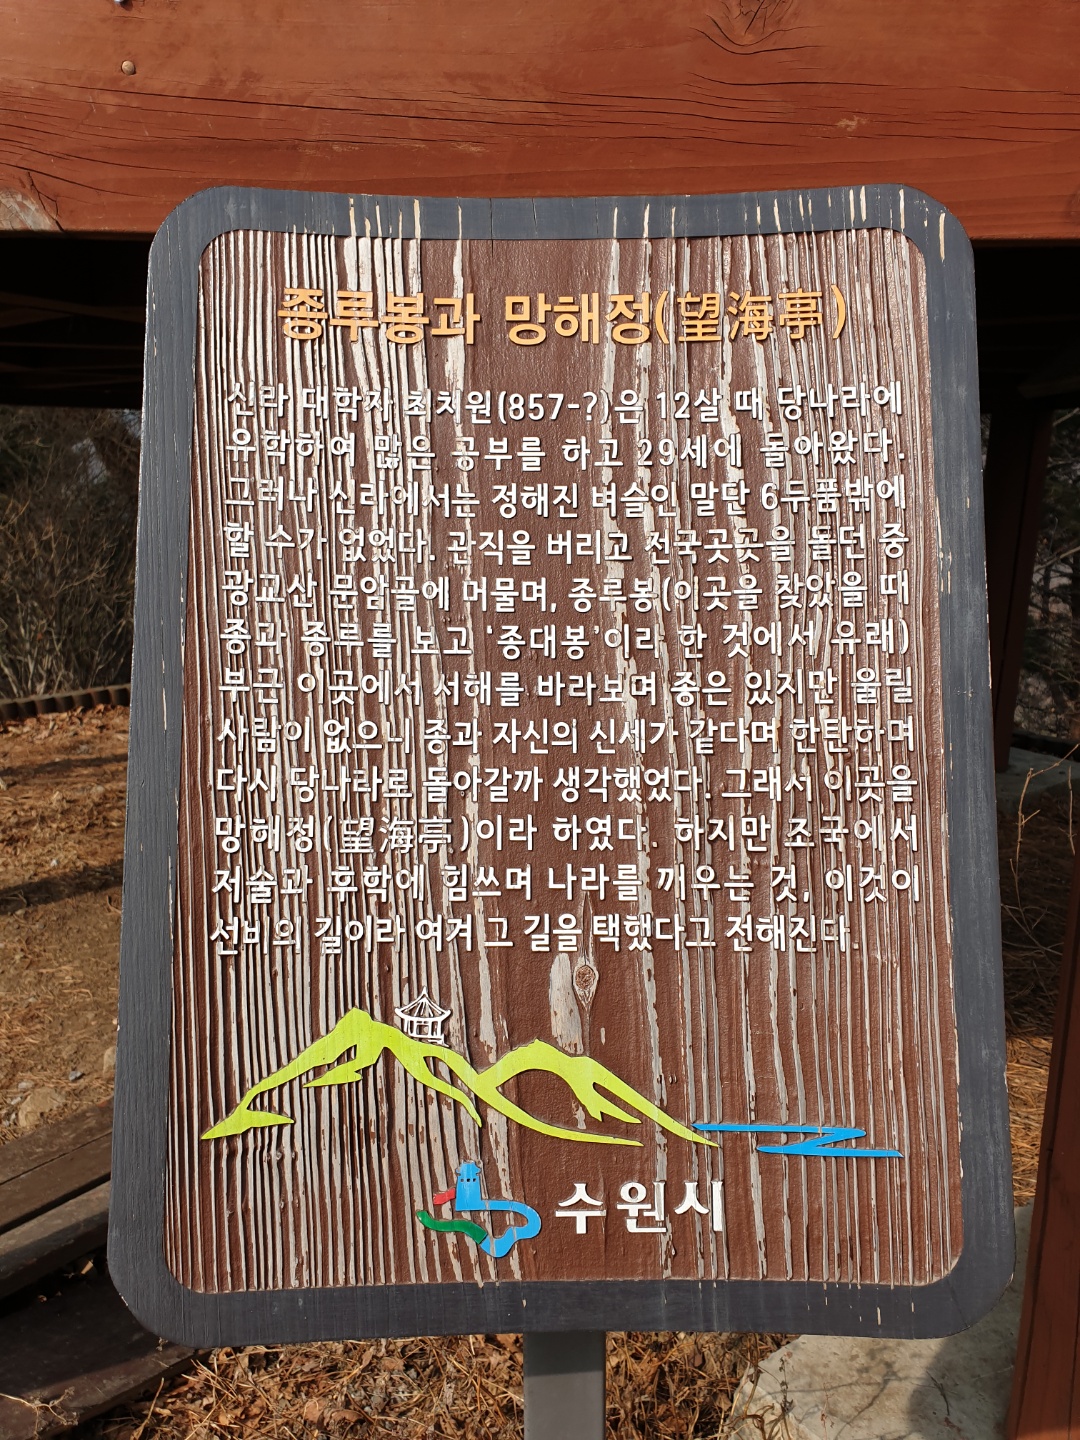 종루봉과 망해정(望海亭)
신라 대학자 최치원(857-?)은 12살 때 당나라에
유학하여 많은 공부를 하고 29세에 돌아왔다.
그러나 신라에서는 정해진 벼슬인 말단 6두품밖에
할 수가 없었다. 관직을 버리고 전국곳곳을 돌던 중
광교산 문암골에 머물며, 종루봉(이곳을 찾았을 때
종과 종루를 보고 '종대봉'이라 한 것에서 유래)
부근 이곳에서 서해를 바라보며 종은 있지만 울릴
사람이 없으니 종과 자신의 신세가 같다며 한탄하며
다시 당나라로 돌아갈까 생각했었다. 그래서 이곳을
망해정(望海亭)이라 하였다. 하지만 조국에서
저술과 후학에 힘쓰며 나라를 깨우는 것, 이것이
선비의 길이라 여겨 그 길을 택했다고 전해진다.
수원시